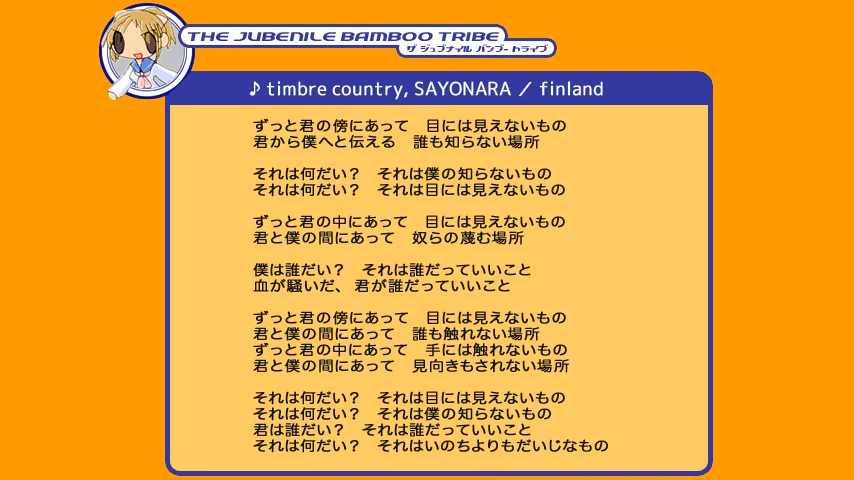 THE JUBENILE BAMBOO TRIBE
ザ ジュブナイル バンブー トライブ
♪ timbre country, SAYONARA ／ finland
ずっと君の傍にあって　目には見えないもの
君から僕へと伝える　誰も知らない場所
それは何だい？　それは僕の知らないもの
それは何だい？　それは目には見えないもの
ずっと君の中にあって　目には見えないもの
君と僕の間にあって　奴らの蔑む場所
僕は誰だい？　それは誰だっていいこと
血が騒いだ、 君が誰だっていいこと
ずっと君の傍にあって　目には見えないもの
君と僕の間にあって　誰も触れない場所
ずっと君の中にあって　手には触れないもの
君と僕の間にあって　見向きもされない場所
それは何だい？　それは目には見えないもの
それは何だい？　それは僕の知らないもの
君は誰だい？　それは誰だっていいこと
それは何だい？　それはいのちよりもだいじなもの